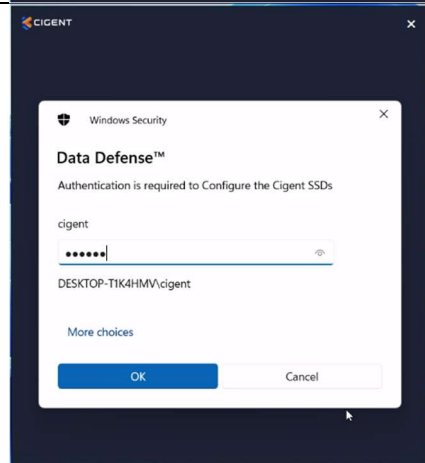 CIGENT
Windows Security
Data Defense™
Authentication is required to Configure the Cigent SSDs
cigent
••••••
DESKTOP-T1K4HMV\cigent
More choices
OK Cancel